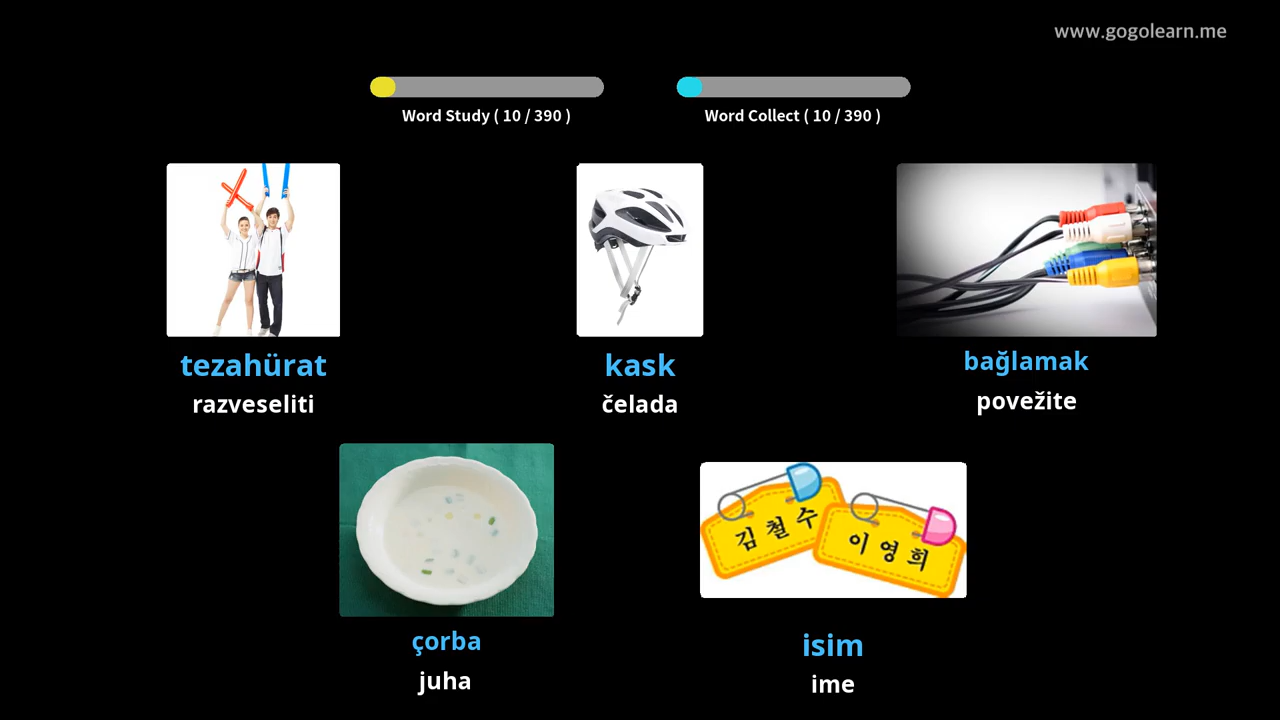 www.gogolearn.me
Word Study ( 10 / 390 )
Word Collect ( 10 / 390 )
tezahürat
razveseliti
kask
čelada
bağlamak
povežite
김철수
이영희
çorba
juha
isim
ime